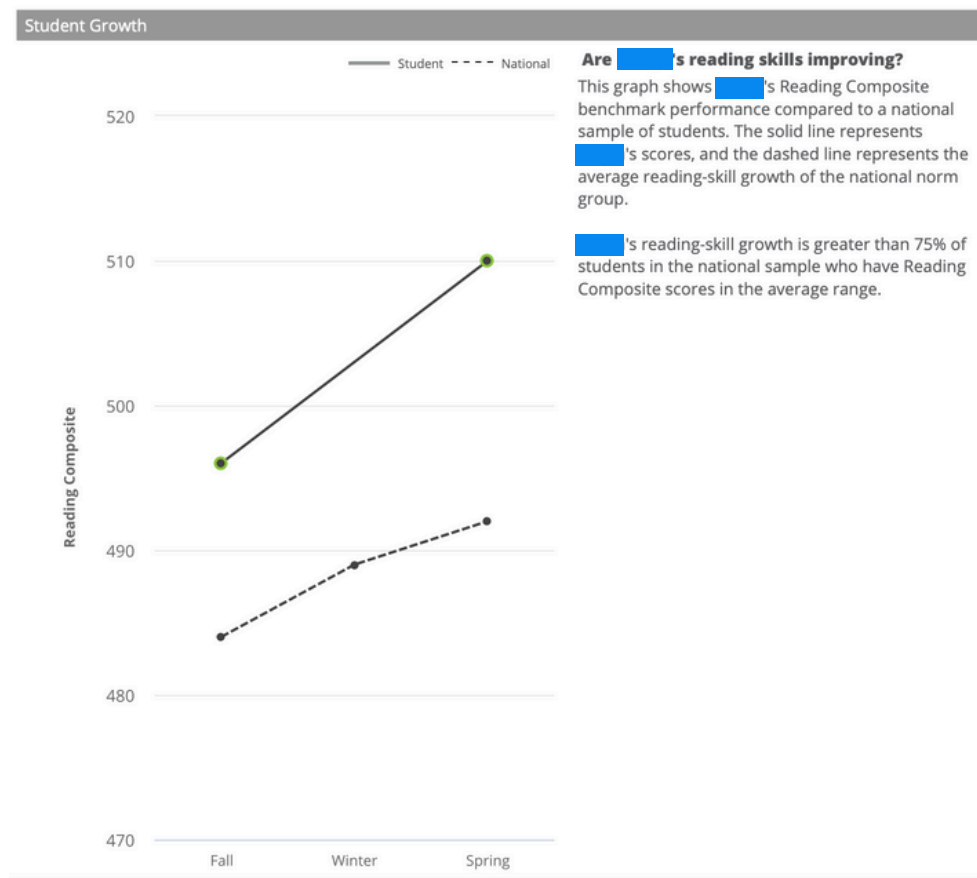 Student Growth
Student National
Are 's reading skills improving?
This graph shows 's Reading Composite
benchmark performance compared to a national
sample of students. The solid line represents
's scores, and the dashed line represents the
average reading-skill growth of the national norm
group.
's reading-skill growth is greater than 75% of
students in the national sample who have Reading
Composite scores in the average range.
520
510
500
490
480
470
Reading Composite
Fall Winter Spring